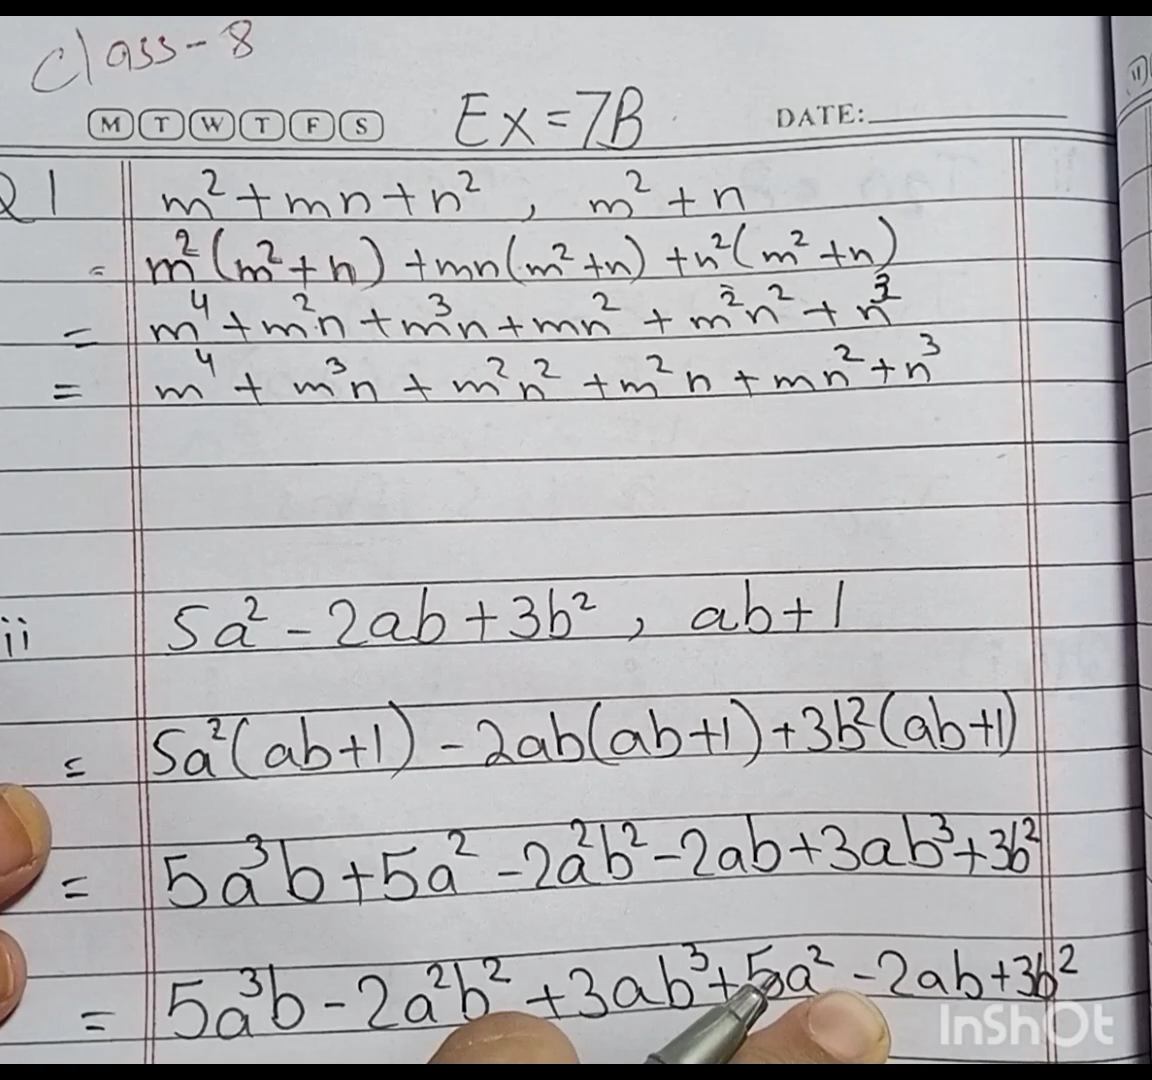 Class-8
M T W T F S Ex=7B DATE:
Q1 m²+mn+n² , m²+n
= m²(m²+n)+mn(m²+n)+n²(m²+n)
= m⁴+m²n+m³n+mn²+m²n²+n³
= m⁴+m³n+m²n²+m²n+mn²+n³
ii 5a²-2ab+3b² , ab+1
= 5a²(ab+1)-2ab(ab+1)+3b²(ab+1)
= 5a³b+5a²-2a²b²-2ab+3ab³+3b²
= 5a³b-2a²b²+3ab³+5a²-2ab+3b²
InShOt